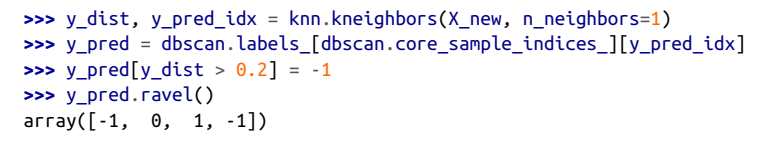 >>> y_dist, y_pred_idx = knn.kneighbors(X_new, n_neighbors=1)
>>> y_pred = dbscan.labels_[dbscan.core_sample_indices_][y_pred_idx]
>>> y_pred[y_dist > 0.2] = -1
>>> y_pred.ravel()
array([-1,  0,  1, -1])